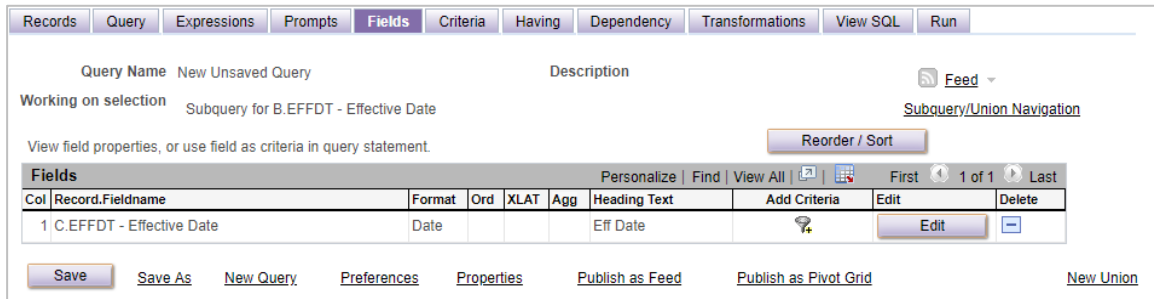 Records Query Expressions Prompts Fields Criteria Having Dependency Transformations View SQL Run
Query Name New Unsaved Query Description Feed
Working on selection Subquery for B.EFFDT - Effective Date Subquery/Union Navigation
View field properties, or use field as criteria in query statement. Reorder / Sort
Fields Personalize | Find | View All | | First 1 of 1 Last
Col Record.Fieldname Format Ord XLAT Agg Heading Text Add Criteria Edit Delete
1 C.EFFDT - Effective Date Date Eff Date Edit
Save Save As New Query Preferences Properties Publish as Feed Publish as Pivot Grid New Union